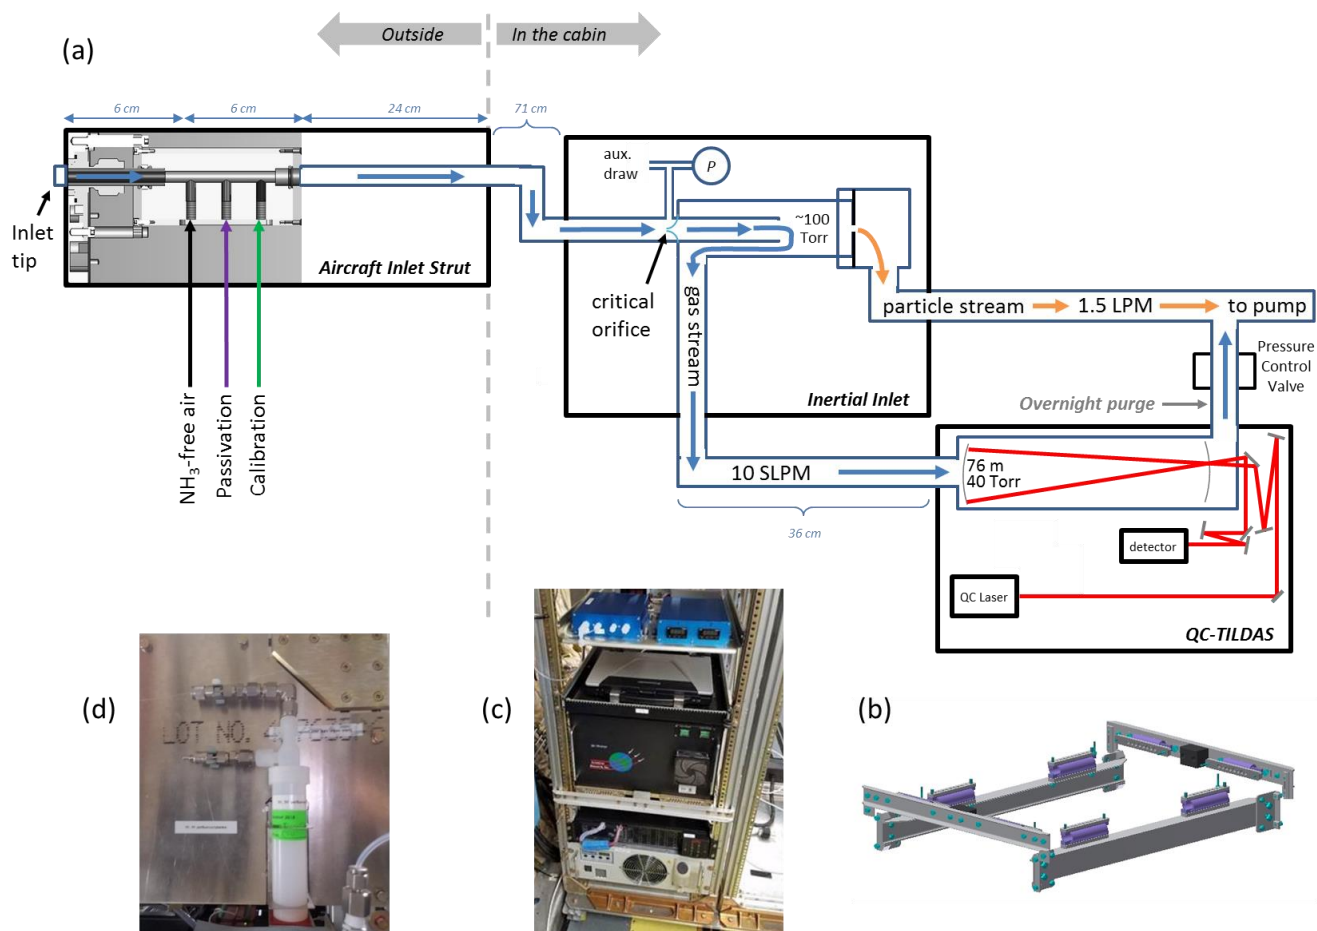 Outside
In the cabin
(a)
6 cm
6 cm
24 cm
71 cm
aux.
draw
P
~100
Torr
Inlet
tip
Aircraft Inlet Strut
critical
orifice
gas stream
particle stream
1.5 LPM
to pump
Pressure
Control
Valve
Inertial Inlet
Overnight purge
NH₃-free air
Passivation
Calibration
10 SLPM
76 m
40 Torr
36 cm
detector
QC Laser
QC-TILDAS
(d)
LOT NO.
(c)
(b)